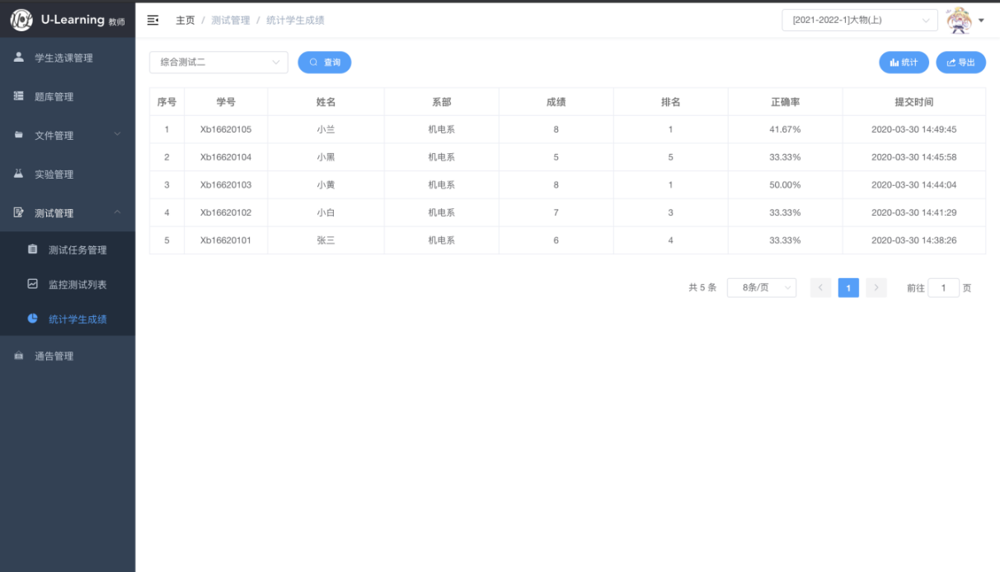 U-Learning 教师
主页 / 测试管理 / 统计学生成绩
[2021-2022-1]大物(上)
学生选课管理
题库管理
文件管理
实验管理
测试管理
测试任务管理
监控测试列表
统计学生成绩
通告管理
综合测试二
查询
统计
导出
序号 学号 姓名 系部 成绩 排名 正确率 提交时间
1 Xb16620105 小兰 机电系 8 1 41.67% 2020-03-30 14:49:45
2 Xb16620104 小黑 机电系 5 5 33.33% 2020-03-30 14:45:58
3 Xb16620103 小黄 机电系 8 1 50.00% 2020-03-30 14:44:04
4 Xb16620102 小白 机电系 7 3 33.33% 2020-03-30 14:41:29
5 Xb16620101 张三 机电系 6 4 33.33% 2020-03-30 14:38:26
共 5 条 8条/页 1 前往 1 页